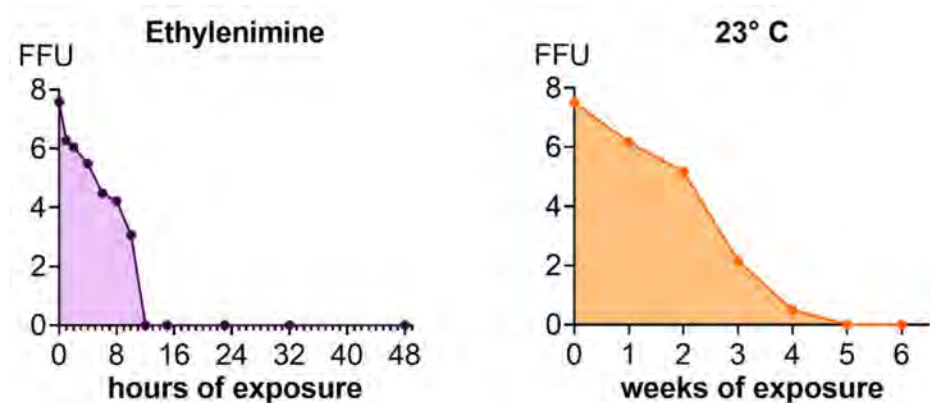 Ethylenimine
FFU
8
6
4
2
0
0 8 16 24 32 40 48
hours of exposure
23° C
FFU
8
6
4
2
0
0 1 2 3 4 5 6
weeks of exposure